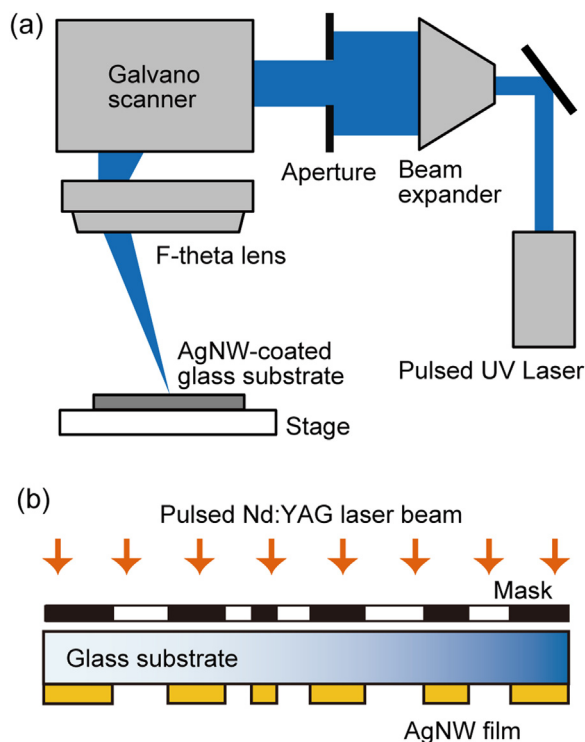 (a)
Galvano
scanner
Aperture
Beam
expander
F-theta lens
Pulsed UV Laser
AgNW-coated
glass substrate
Stage
(b)
Pulsed Nd:YAG laser beam
Mask
Glass substrate
AgNW film